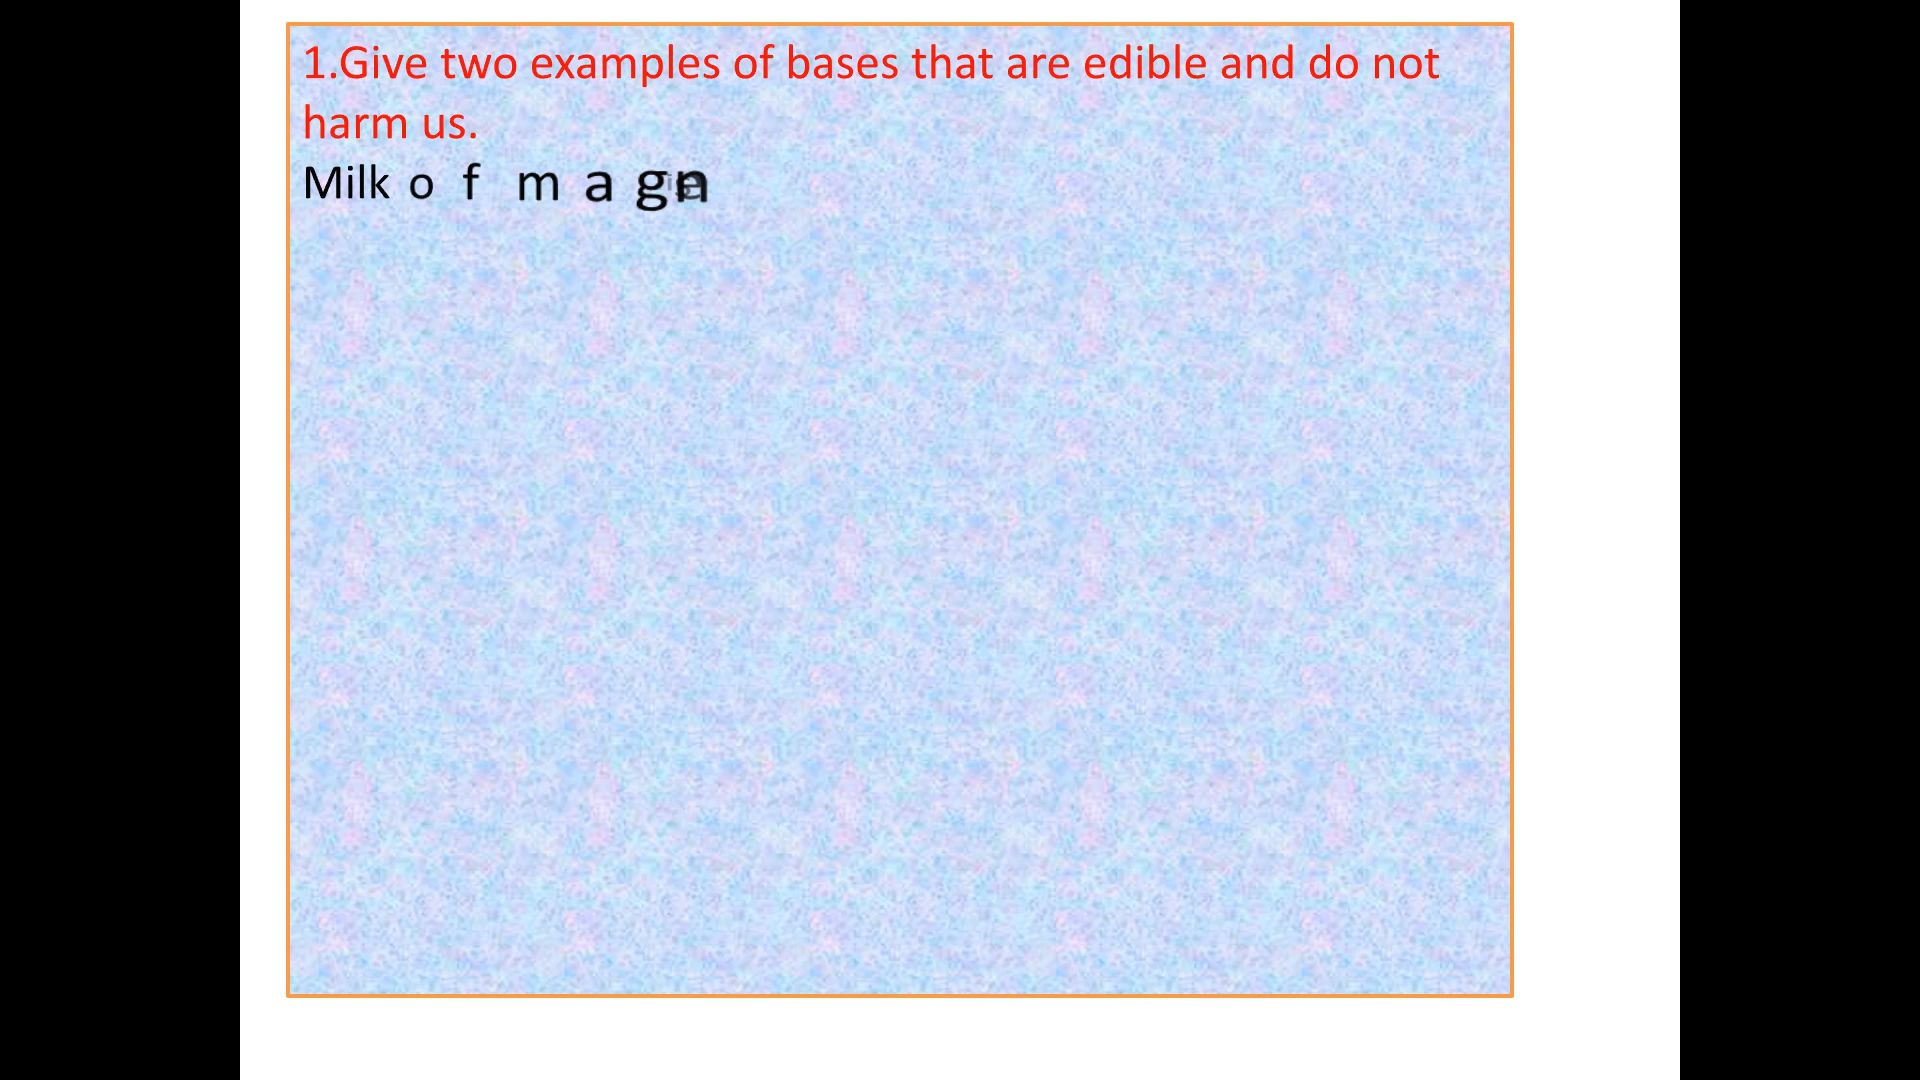 1.Give two examples of bases that are edible and do not
harm us.
Milk o f m a g n